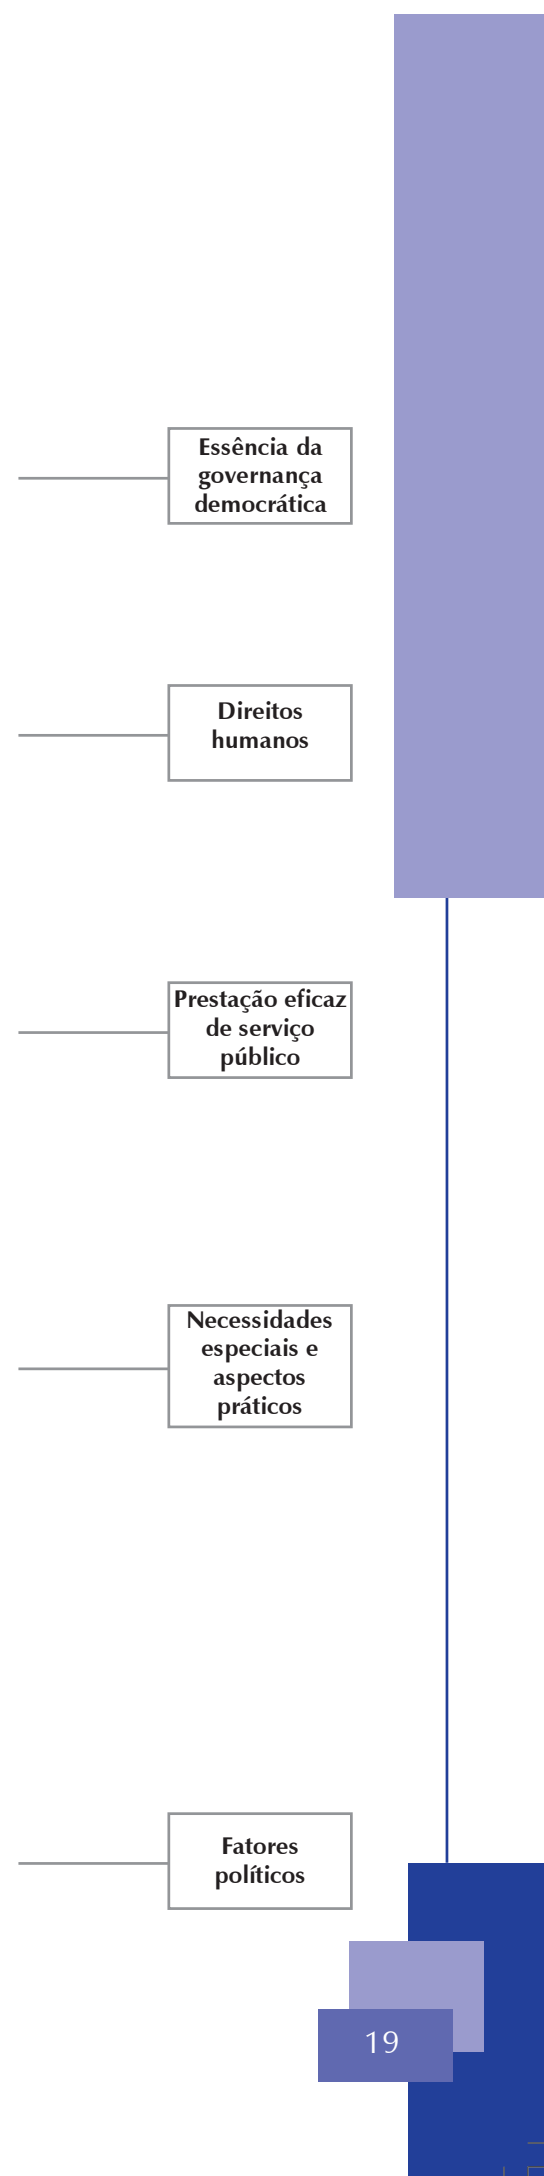 Essência da
governança
democrática
Direitos
humanos
Prestação eficaz
de serviço
público
Necessidades
especiais e
aspectos
práticos
Fatores
políticos
19